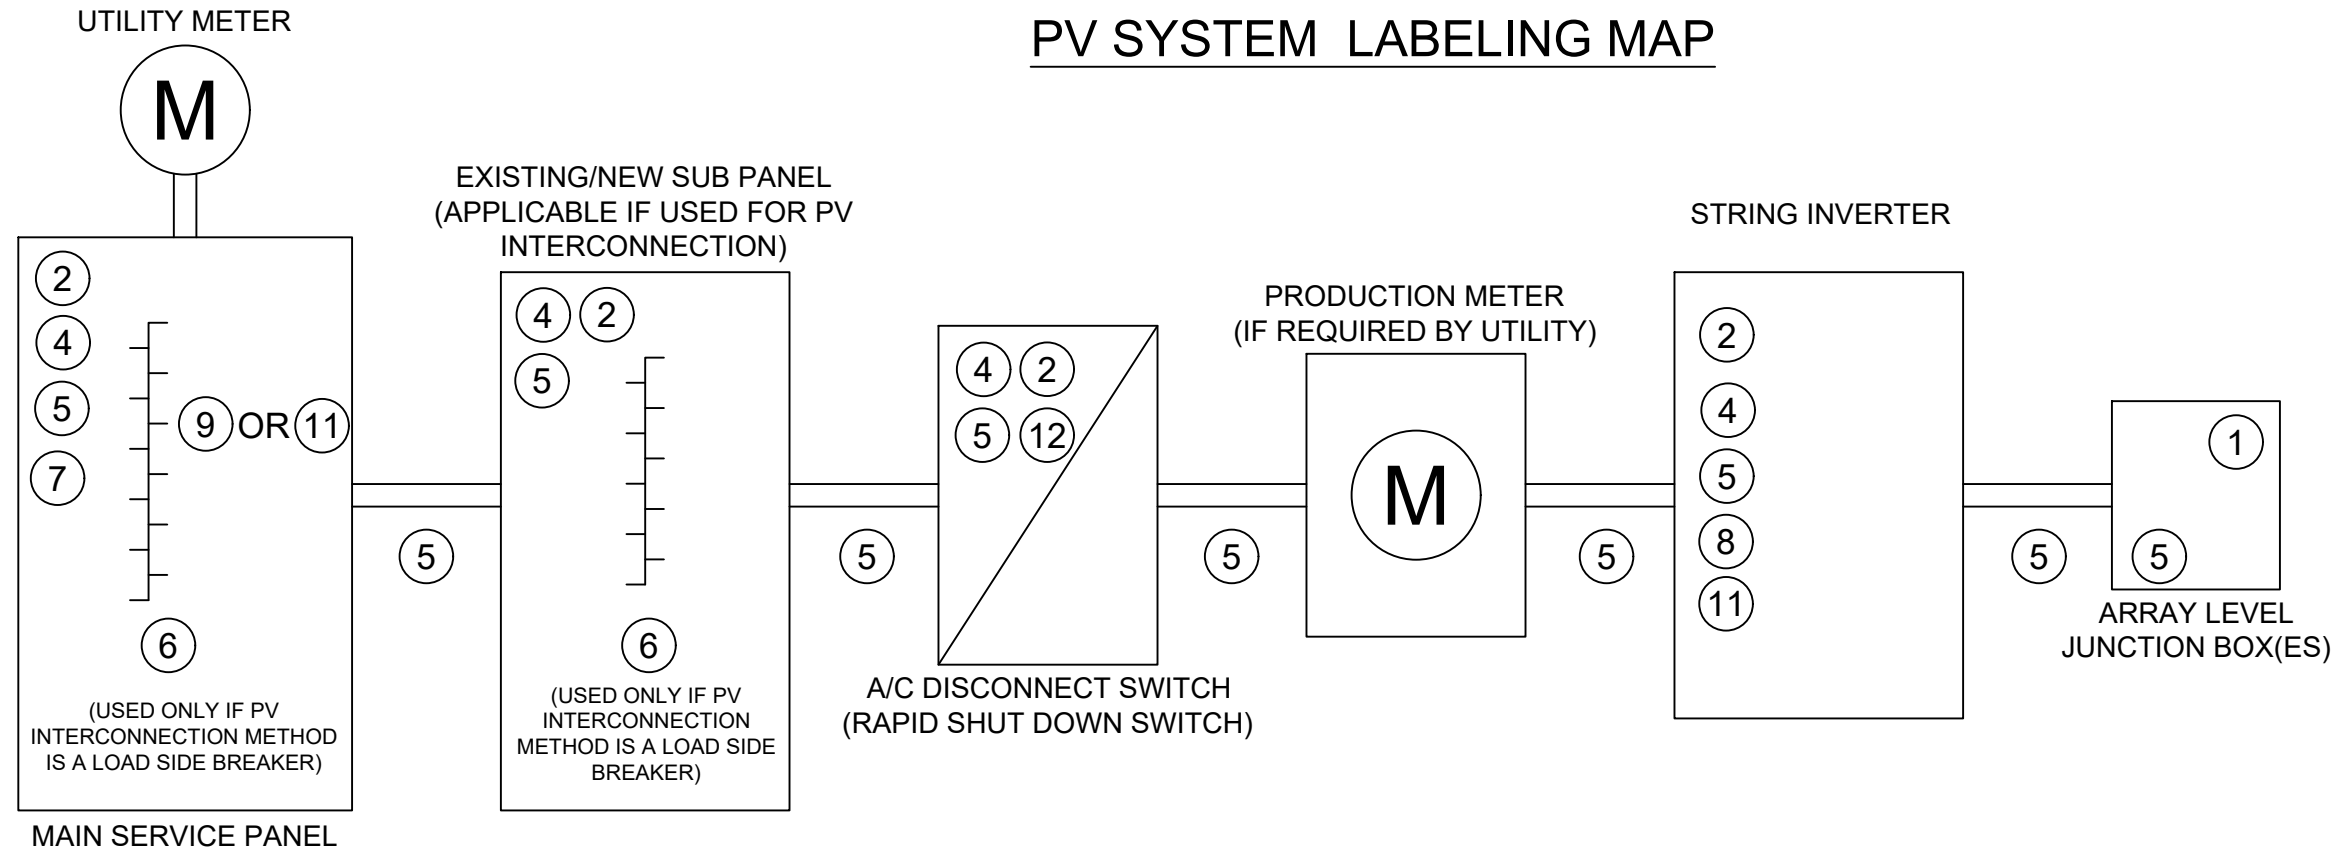 UTILITY METER
M
PV SYSTEM LABELING MAP
2
4
5
7
9 OR 11
6
(USED ONLY IF PV
INTERCONNECTION METHOD
IS A LOAD SIDE BREAKER)
MAIN SERVICE PANEL
5
EXISTING/NEW SUB PANEL
(APPLICABLE IF USED FOR PV
INTERCONNECTION)
4 2
5
6
(USED ONLY IF PV
INTERCONNECTION
METHOD IS A LOAD SIDE
BREAKER)
5
4 2
5 12
A/C DISCONNECT SWITCH
(RAPID SHUT DOWN SWITCH)
5
PRODUCTION METER
(IF REQUIRED BY UTILITY)
M
5
STRING INVERTER
2
4
5
8
11
5
1
5
ARRAY LEVEL
JUNCTION BOX(ES)